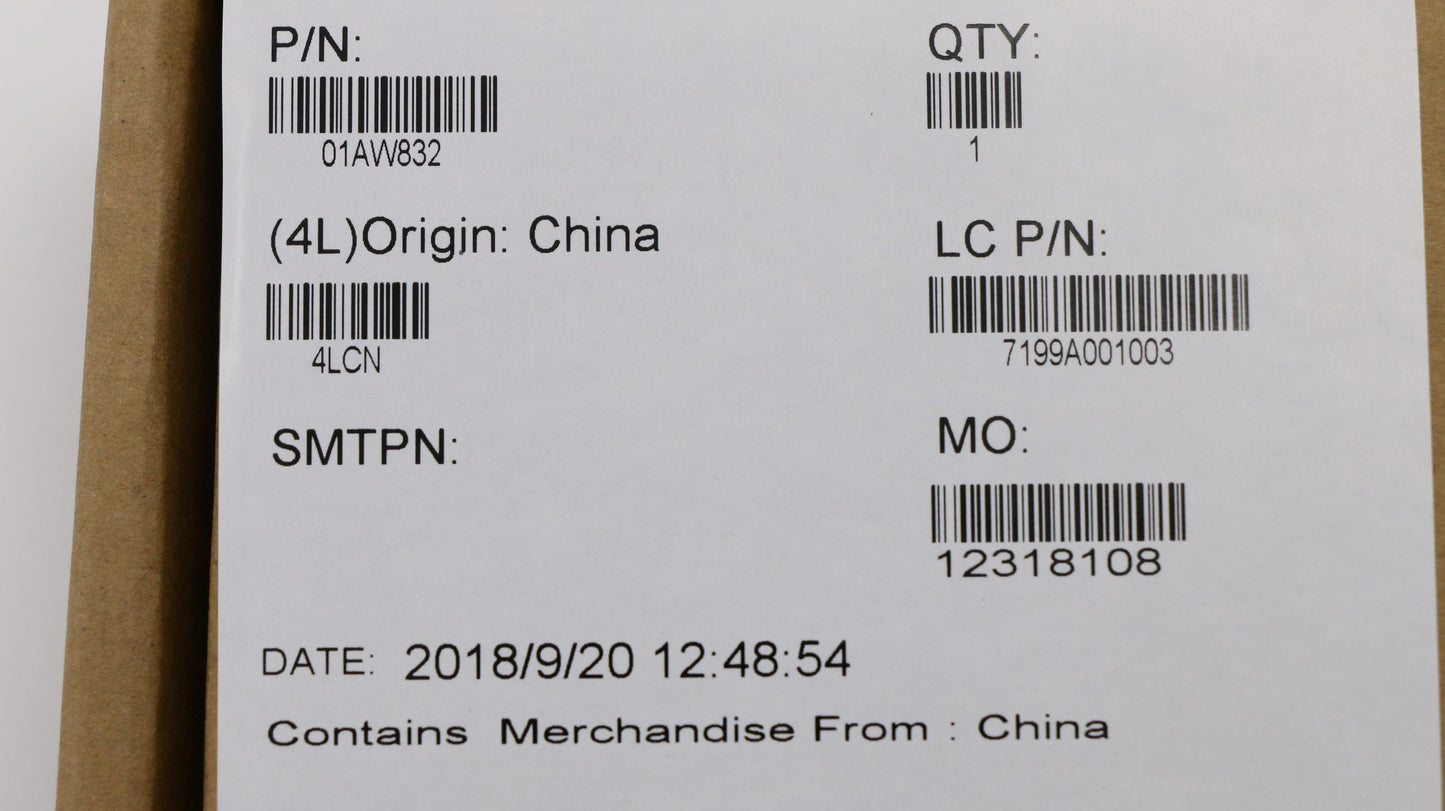 P/N:
QTY:
01AW832
1
(4L)Origin: China
LC P/N:
4LCN
7199A001003
SMTPN:
MO:
12318108
DATE: 2018/9/20 12:48:54
Contains Merchandise From : China